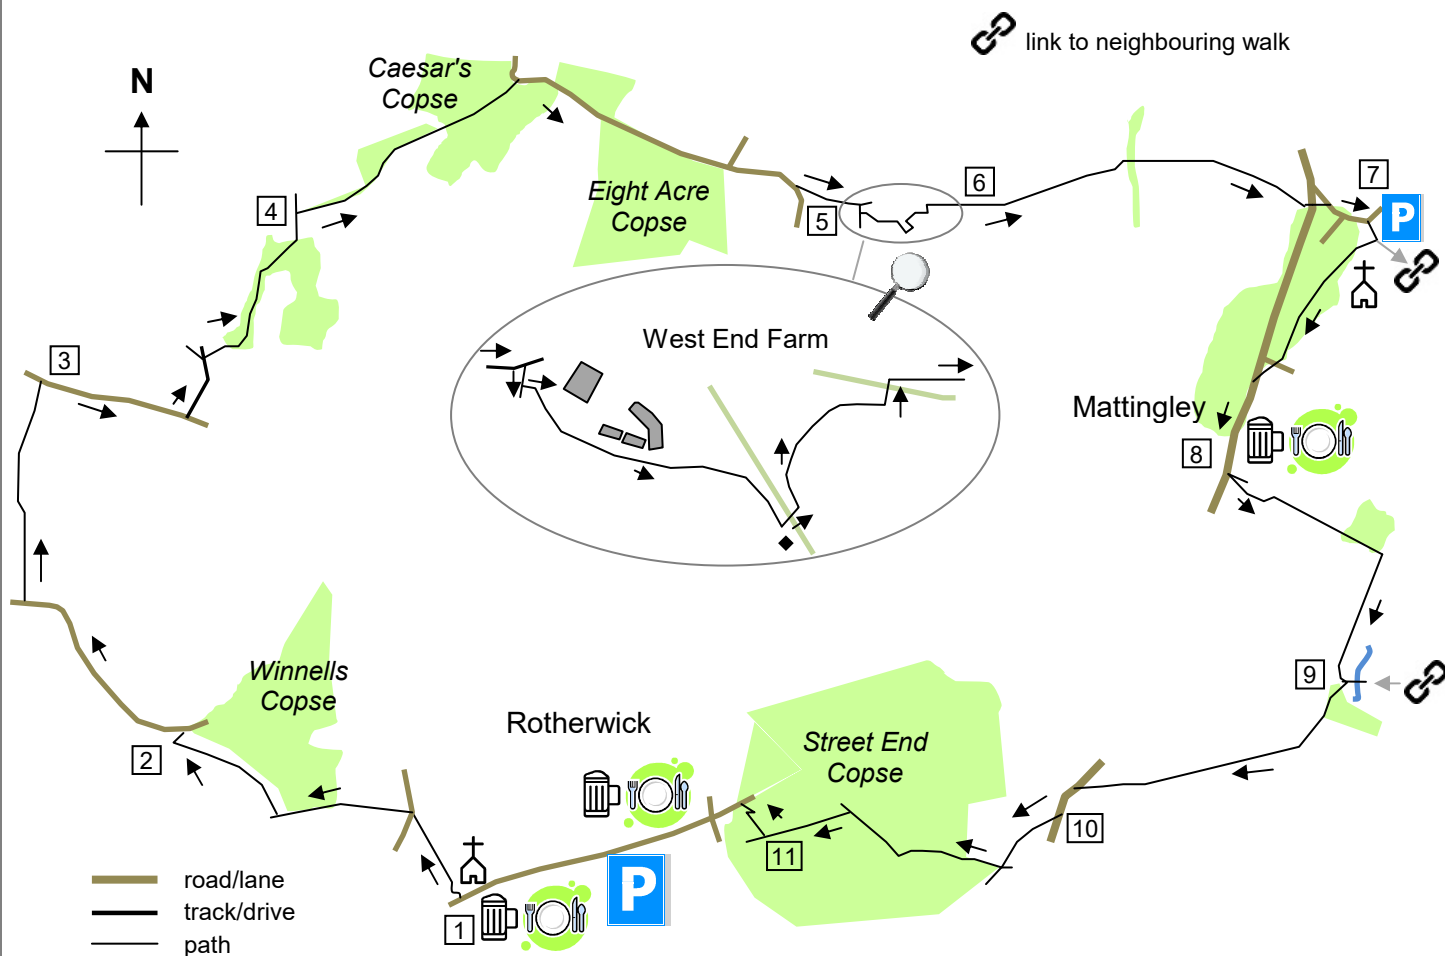 link to neighbouring walk
N
Caesar's
Copse
Eight Acre
Copse
4
5
6
7
P
West End Farm
3
Mattingley
8
9
Winnells
Copse
2
Rotherwick
Street End
Copse
10
11
P
1
road/lane
track/drive
path